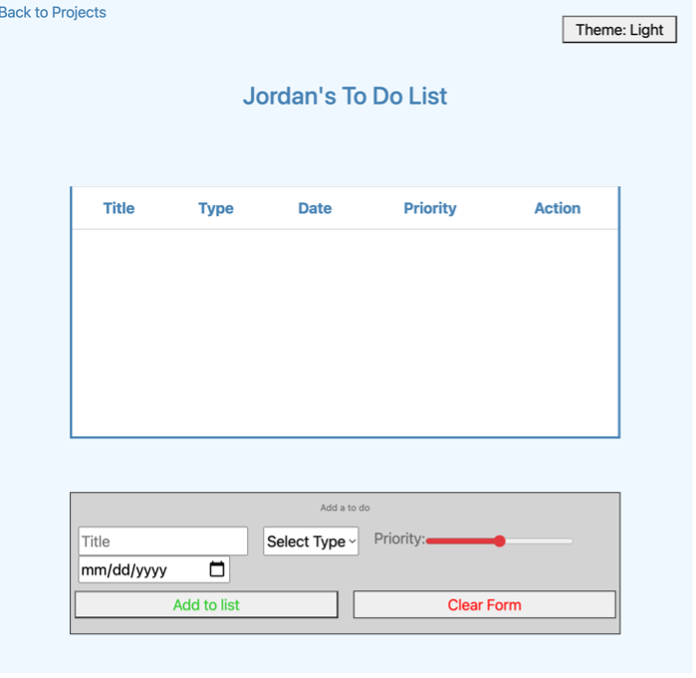 Back to Projects
Theme: Light
Jordan's To Do List
Title Type Date Priority Action
Add a to do
Title Select Type Priority:
mm/dd/yyyy
Add to list Clear Form